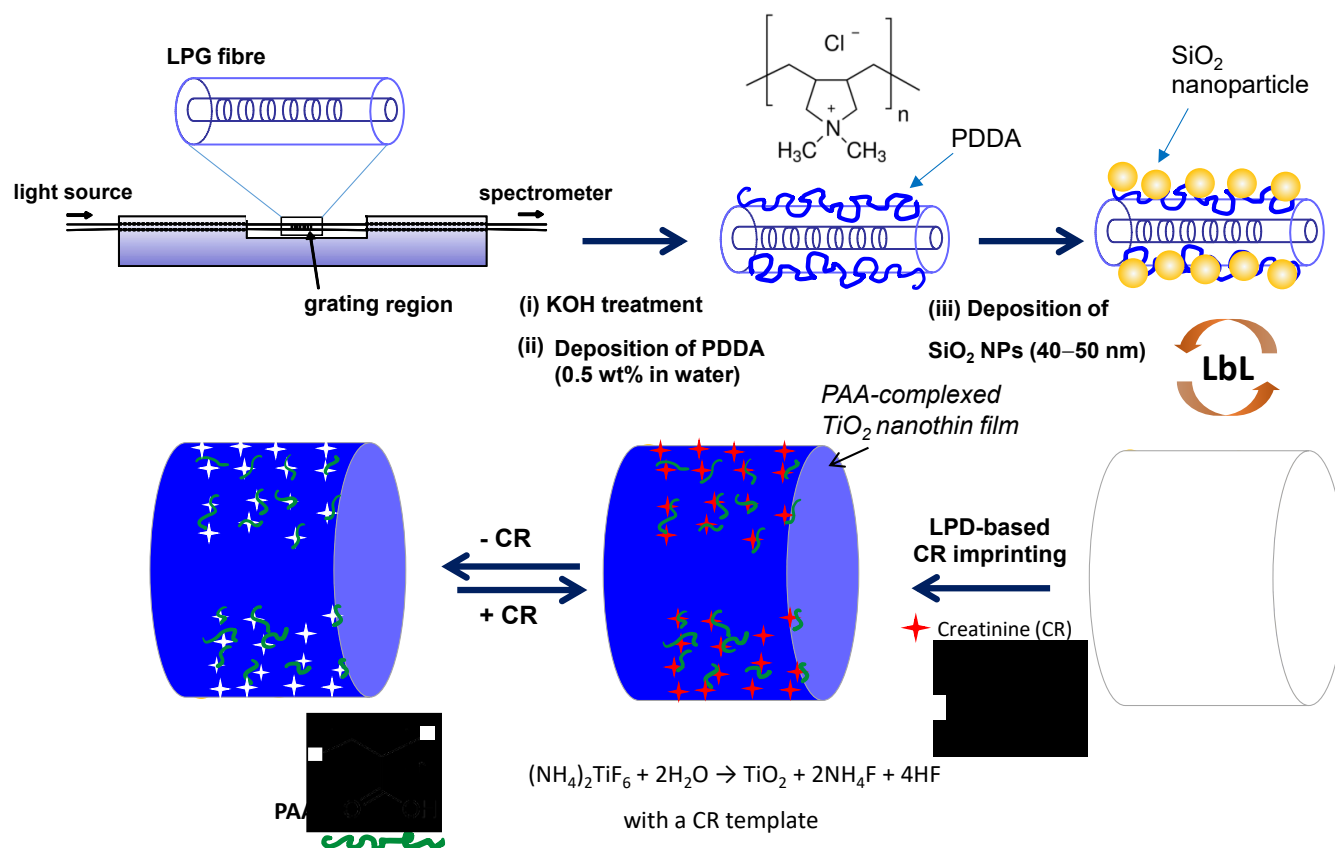 LPG fibre
light source
spectrometer
grating region
(i) KOH treatment
(ii) Deposition of PDDA
(0.5 wt% in water)
Cl⁻
n
N⁺
H₃C
CH₃
PDDA
SiO₂
nanoparticle
(iii) Deposition of
SiO₂ NPs (40–50 nm)
LbL
PAA-complexed
TiO₂ nanothin film
- CR
+ CR
LPD-based
CR imprinting
Creatinine (CR)
PAA
O
OH
(NH₄)₂TiF₆ + 2H₂O → TiO₂ + 2NH₄F + 4HF
with a CR template